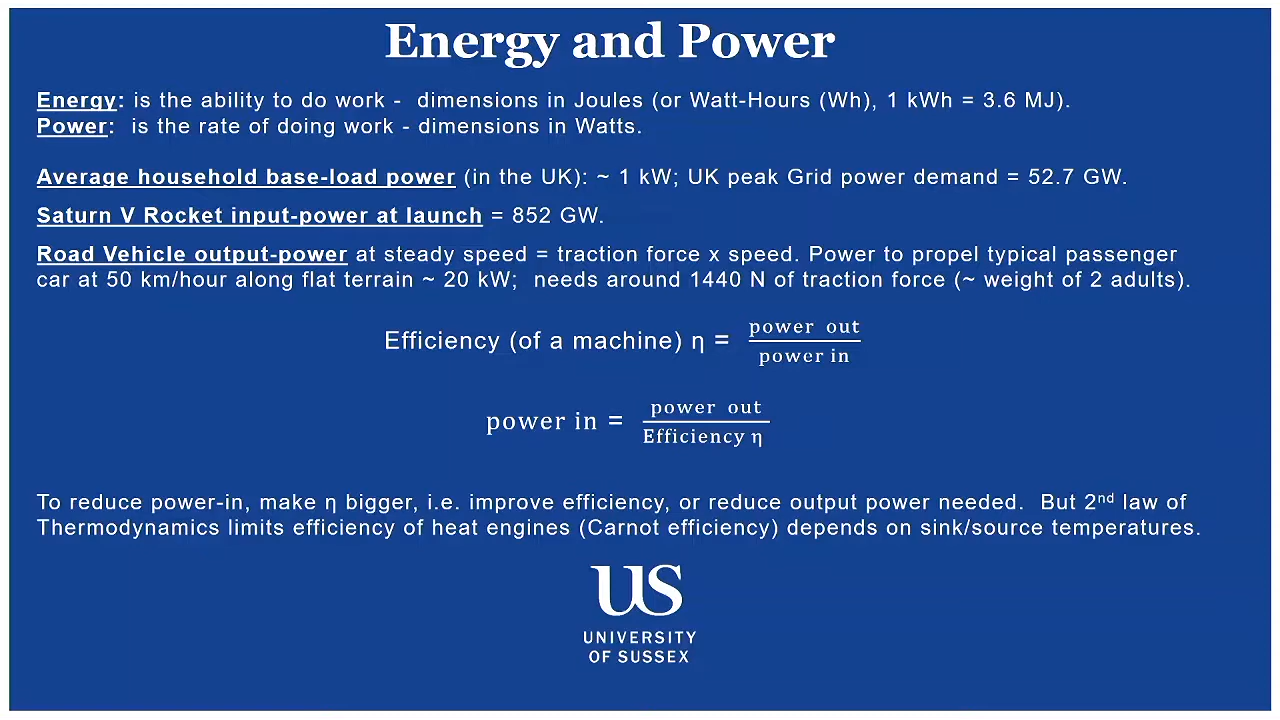 Energy and Power
Energy: is the ability to do work - dimensions in Joules (or Watt-Hours (Wh), 1 kWh = 3.6 MJ).
Power: is the rate of doing work - dimensions in Watts.
Average household base-load power (in the UK): ~ 1 kW; UK peak Grid power demand = 52.7 GW.
Saturn V Rocket input-power at launch = 852 GW.
Road Vehicle output-power at steady speed = traction force x speed. Power to propel typical passenger
car at 50 km/hour along flat terrain ~ 20 kW; needs around 1440 N of traction force (~ weight of 2 adults).
Efficiency (of a machine) η = power out / power in
power in = power out / Efficiency η
To reduce power-in, make η bigger, i.e. improve efficiency, or reduce output power needed. But 2nd law of
Thermodynamics limits efficiency of heat engines (Carnot efficiency) depends on sink/source temperatures.
US
UNIVERSITY
OF SUSSEX